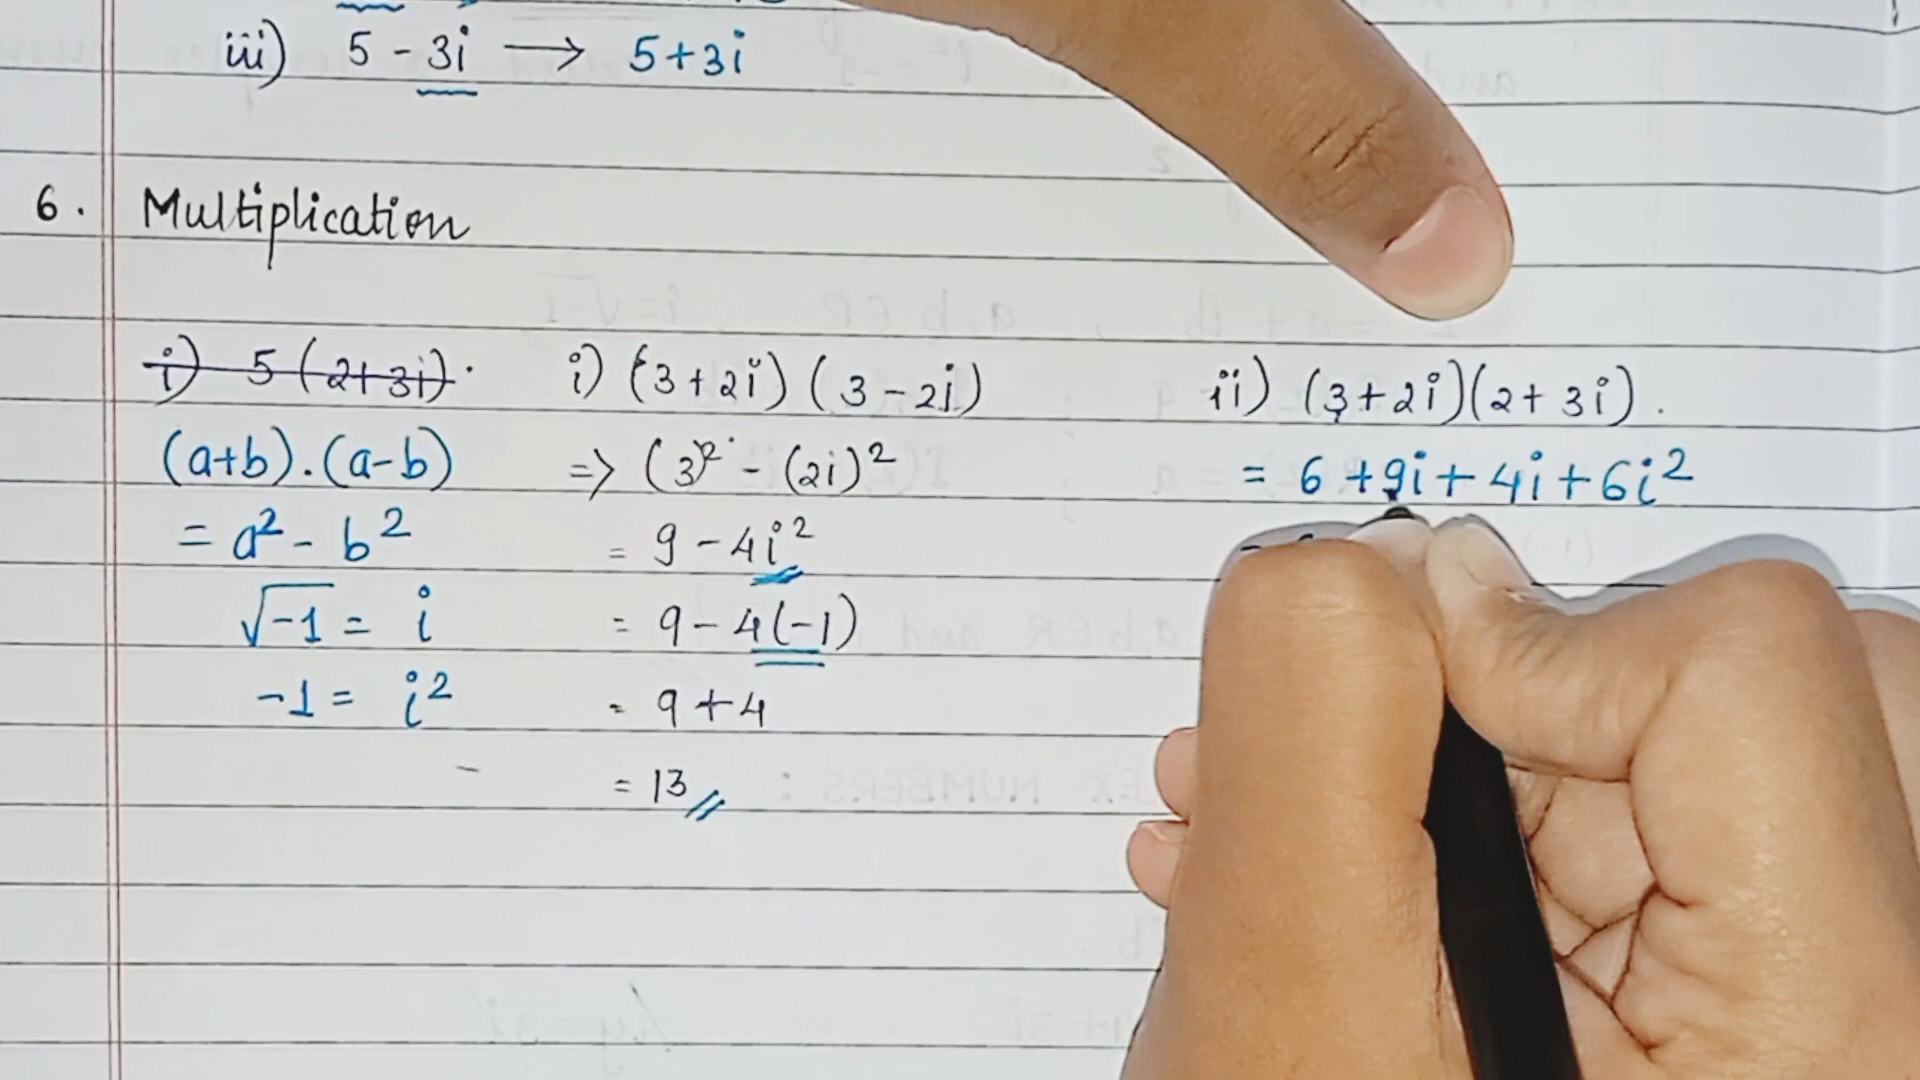 iii) 5 - 3i → 5+3i
6. Multiplication
i) 5 (2+3i).
(a+b).(a-b)
= a² - b²
√-1 = i
-1 = i²
i) (3+2i) (3-2i)
=> (3)² - (2i)²
= 9 - 4i²
= 9 - 4(-1)
= 9+4
= 13
ii) (3+2i)(2+3i).
= 6 +9i + 4i + 6i²